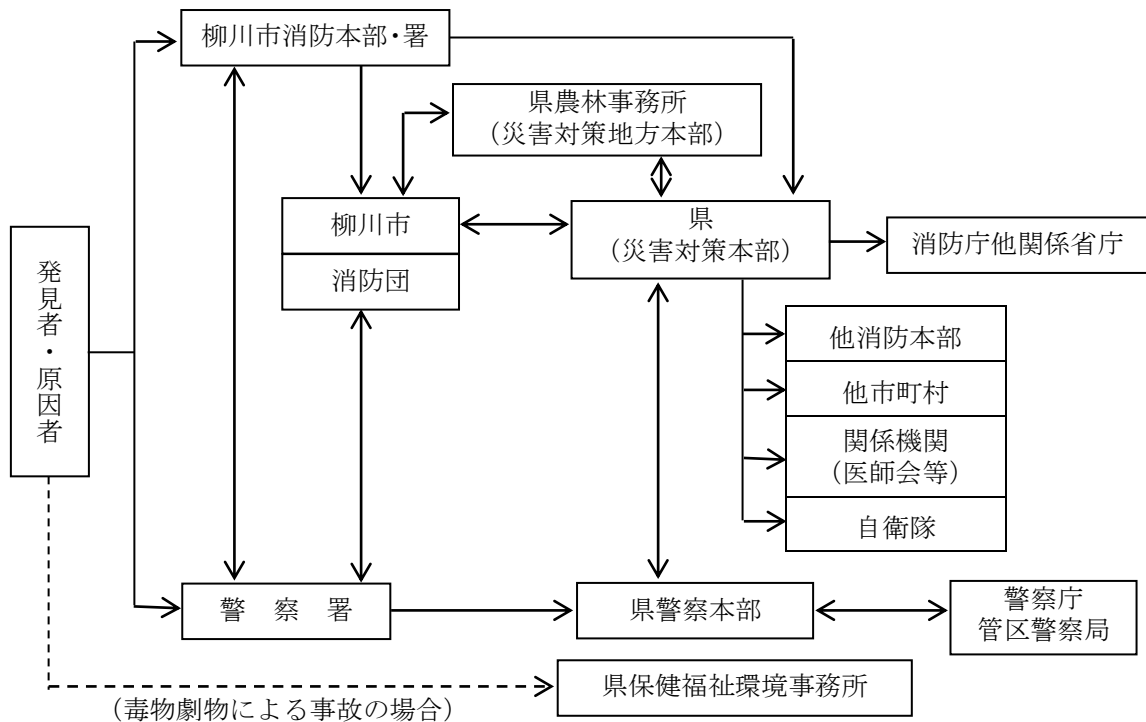 柳川市消防本部・署
県農林事務所
（災害対策地方本部）
柳川市
消防団
県
（災害対策本部）
消防庁他関係省庁
発見者・原因者
他消防本部
他市町村
関係機関
（医師会等）
自衛隊
警察署
県警察本部
警察庁
管区警察局
県保健福祉環境事務所
（毒物劇物による事故の場合）